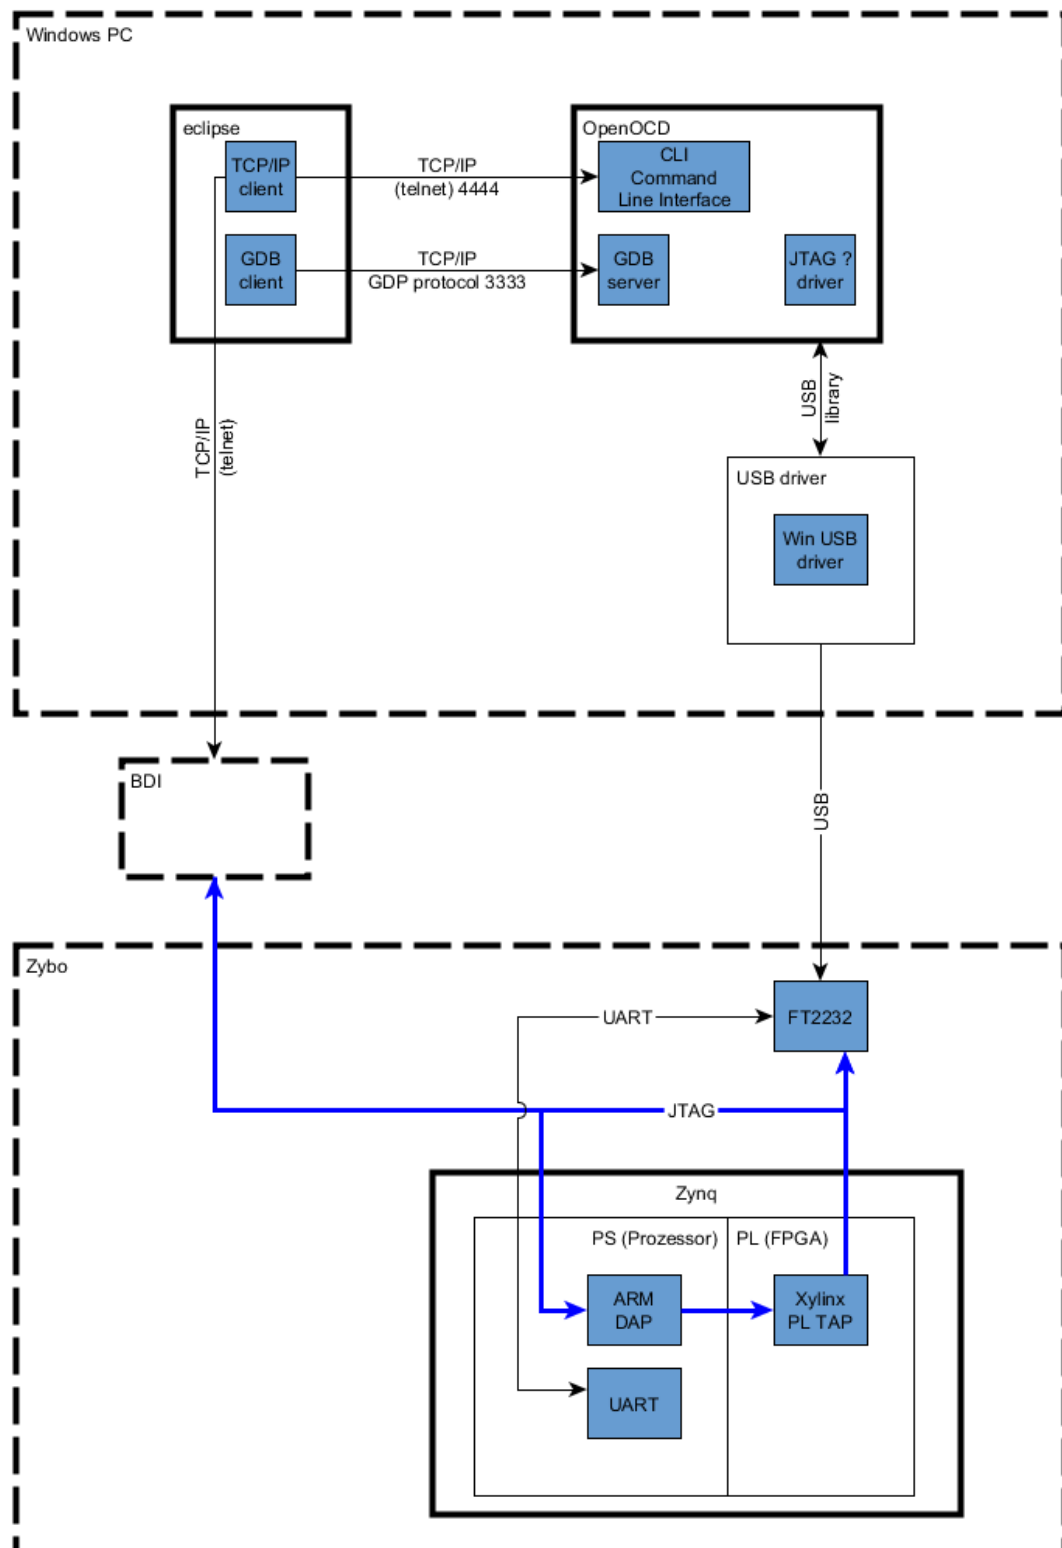 Windows PC
eclipse
TCP/IP
client
TCP/IP
(telnet) 4444
OpenOCD
CLI
Command
Line Interface
GDB
client
TCP/IP
GDP protocol 3333
GDB
server
JTAG ?
driver
TCP/IP
(telnet)
USB
library
USB driver
Win USB
driver
BDI
USB
Zybo
UART
FT2232
JTAG
Zynq
PS (Prozessor)
PL (FPGA)
ARM
DAP
Xylinx
PL TAP
UART